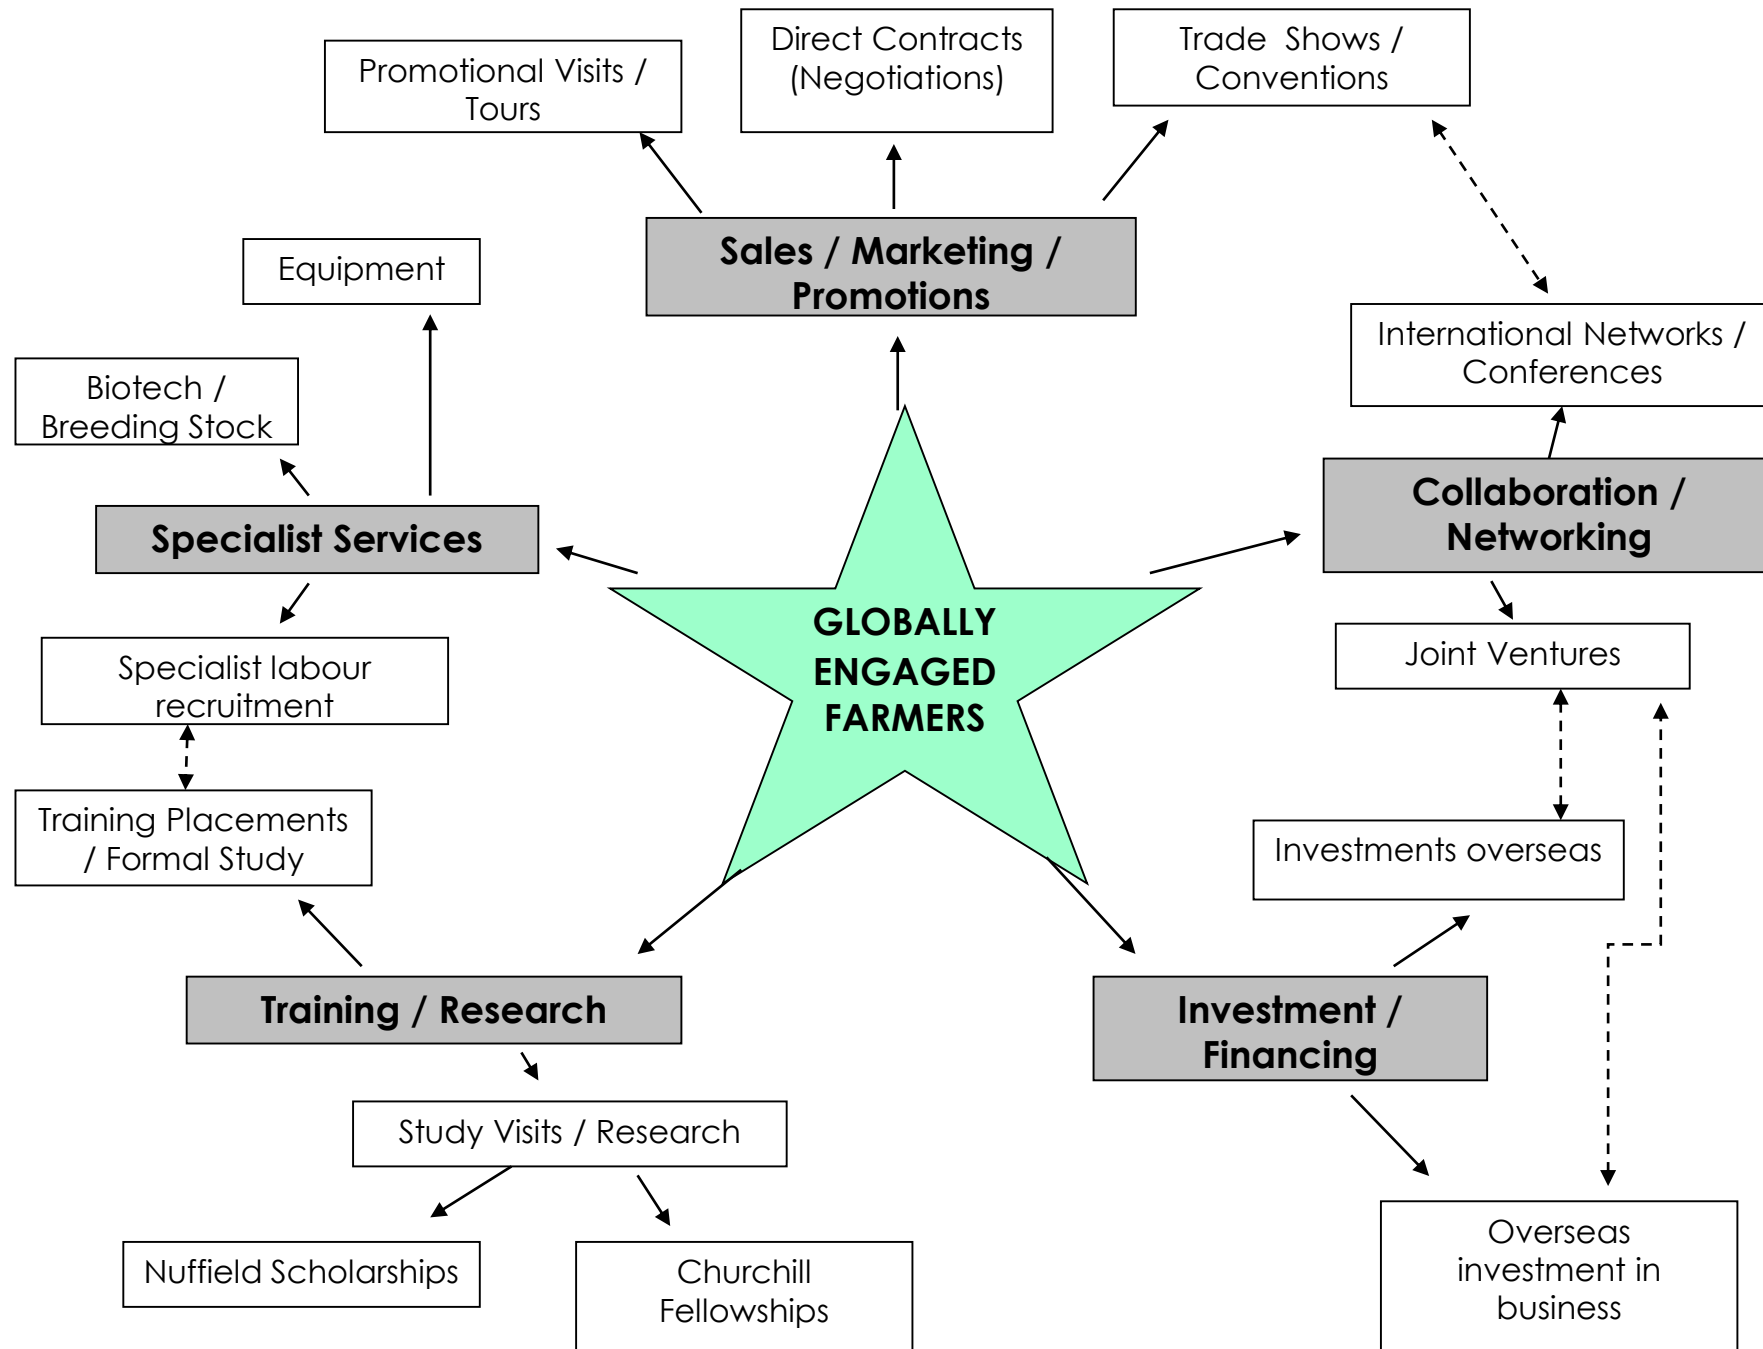 Direct Contracts
(Negotiations)
Trade Shows /
Conventions
Promotional Visits /
Tours
Sales / Marketing /
Promotions
Equipment
International Networks /
Conferences
Biotech /
Breeding Stock
Collaboration /
Networking
Specialist Services
GLOBALLY
ENGAGED
FARMERS
Joint Ventures
Specialist labour
recruitment
Training Placements
/ Formal Study
Investments overseas
Training / Research
Investment /
Financing
Study Visits / Research
Nuffield Scholarships
Churchill
Fellowships
Overseas
investment in
business